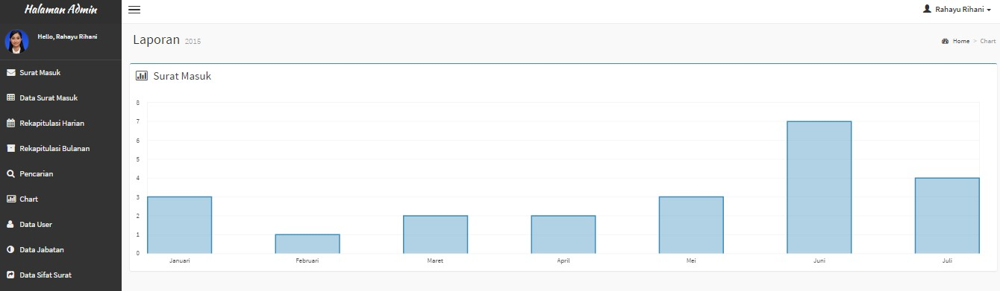 Halaman Admin
Rahayu Rihani
Hello, Rahayu Rihani
Surat Masuk
Data Surat Masuk
Rekapitulasi Harian
Rekapitulasi Bulanan
Pencarian
Chart
Data User
Data Jabatan
Data Sifat Surat
Laporan 2015
Home > Chart
Surat Masuk
8
7
6
5
4
3
2
1
0
Januari Februari Maret April Mei Juni Juli